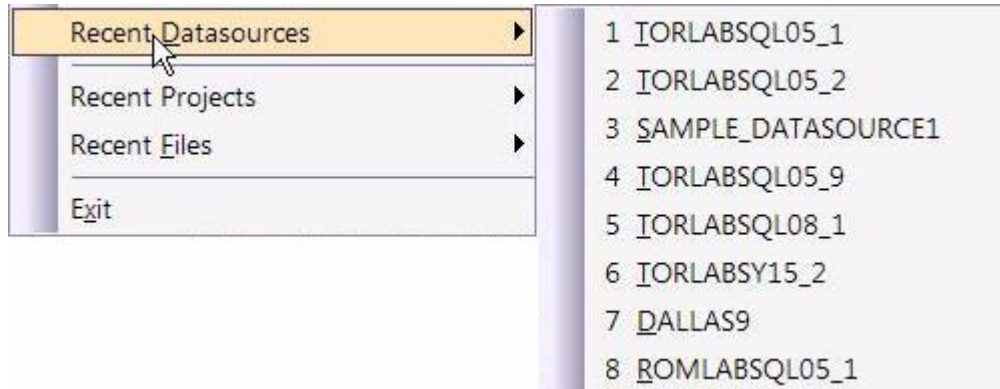 Recent Datasources
Recent Projects
Recent Files
Exit
1 TORLABSQL05_1
2 TORLABSQL05_2
3 SAMPLE_DATASOURCE1
4 TORLABSQL05_9
5 TORLABSQL08_1
6 TORLABSY15_2
7 DALLAS9
8 ROMLABSQL05_1